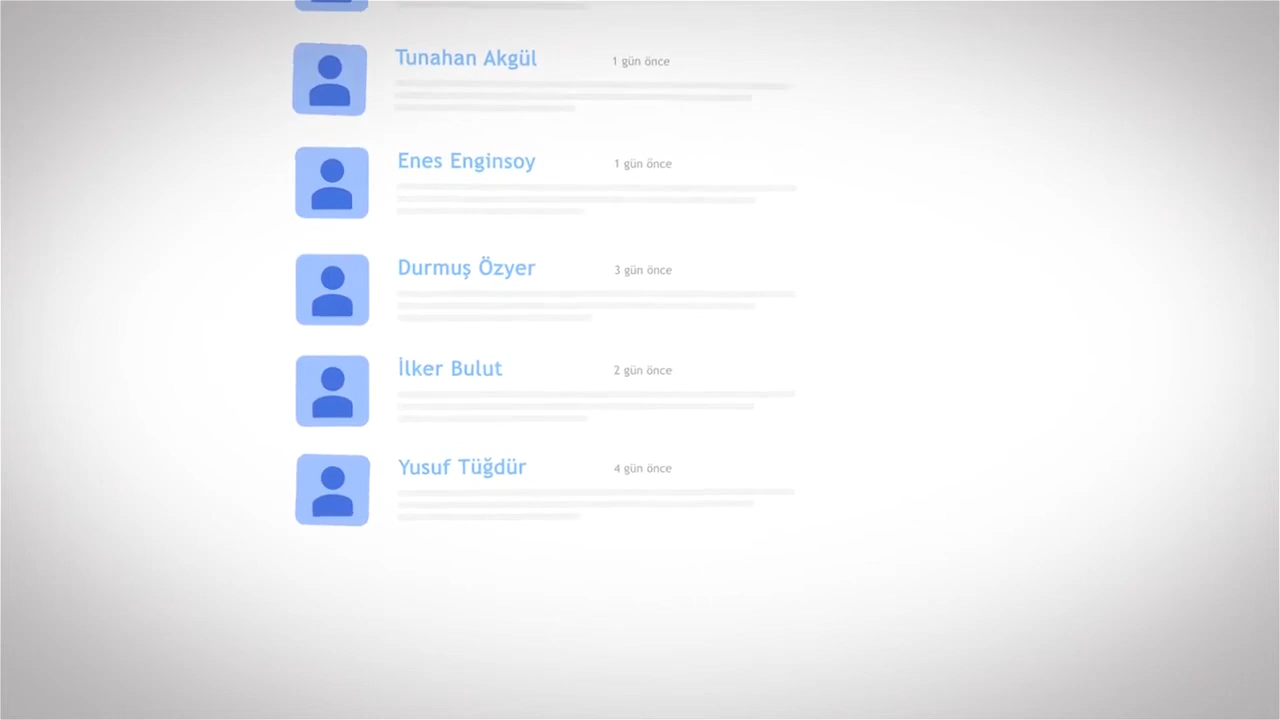 Tunahan Akgül 1 gün önce
Enes Enginsoy 1 gün önce
Durmuş Özyer 3 gün önce
İlker Bulut 2 gün önce
Yusuf Tüğdür 4 gün önce